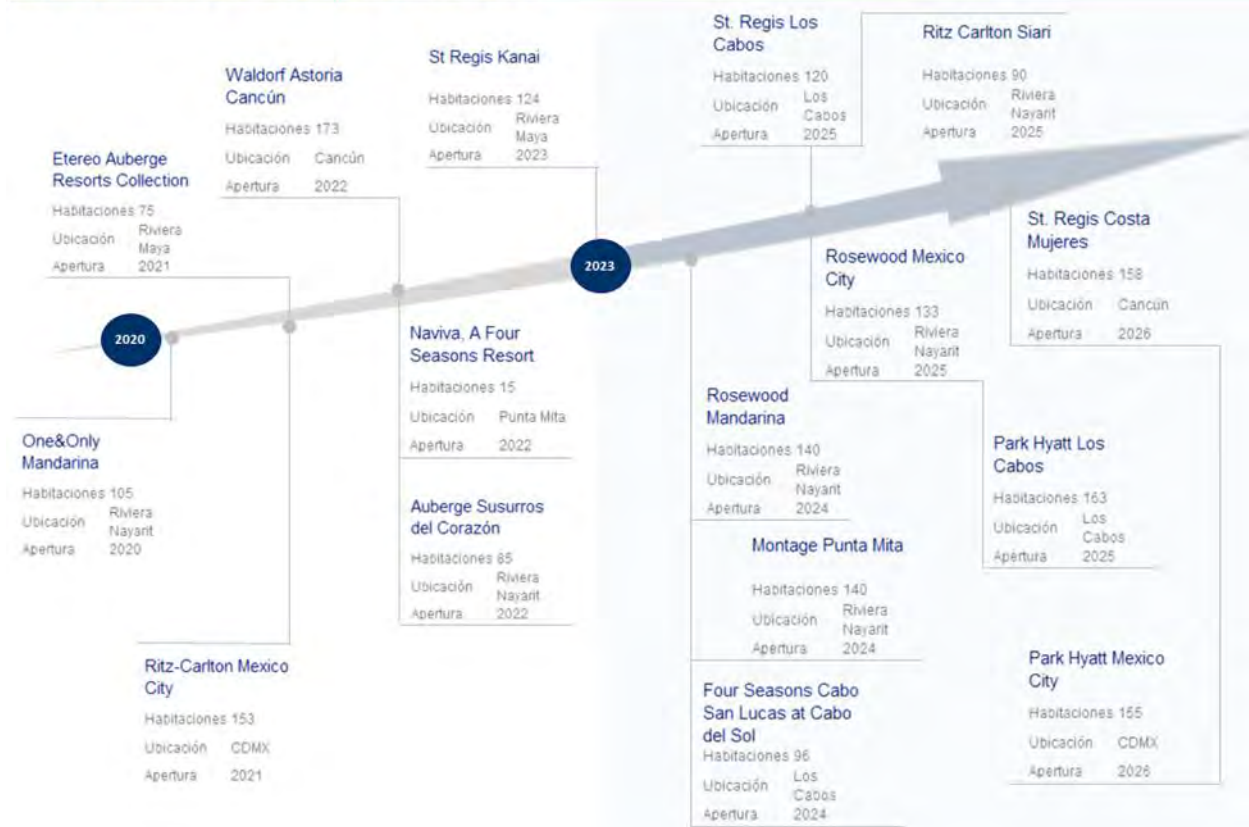 Etereo Auberge
Resorts Collection
Habitaciones 75
Ubicación Riviera
Maya
Apertura 2021
Waldorf Astoria
Cancún
Habitaciones 173
Ubicación Cancún
Apertura 2022
St Regis Kanai
Habitaciones 124
Ubicación Riviera
Maya
Apertura 2023
St. Regis Los
Cabos
Habitaciones 120
Ubicación Los
Cabos
Apertura 2025
Ritz Carlton Siari
Habitaciones 90
Ubicación Riviera
Nayarit
Apertura 2025
2020
2023
One&Only
Mandarina
Habitaciones 105
Ubicación Riviera
Nayarit
Apertura 2020
Ritz-Carlton Mexico
City
Habitaciones 153
Ubicación CDMX
Apertura 2021
Naviva, A Four
Seasons Resort
Habitaciones 15
Ubicación Punta Mita
Apertura 2022
Auberge Susurros
del Corazón
Habitaciones 85
Ubicación Riviera
Nayarit
Apertura 2022
Rosewood
Mandarina
Habitaciones 140
Ubicación Riviera
Nayarit
Apertura 2024
Montage Punta Mita
Habitaciones 140
Ubicación Riviera
Nayarit
Apertura 2024
Four Seasons Cabo
San Lucas at Cabo
del Sol
Habitaciones 96
Ubicación Los
Cabos
Apertura 2024
Rosewood Mexico
City
Habitaciones 133
Ubicación Riviera
Nayarit
Apertura 2025
Park Hyatt Los
Cabos
Habitaciones 163
Ubicación Los
Cabos
Apertura 2025
St. Regis Costa
Mujeres
Habitaciones 158
Ubicación Cancún
Apertura 2026
Park Hyatt Mexico
City
Habitaciones 155
Ubicación CDMX
Apertura 2026